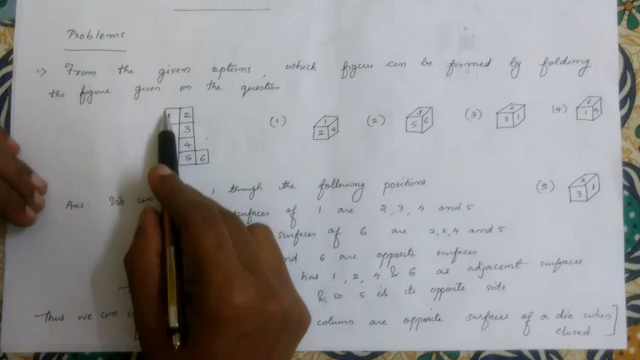 Problems
1) From the given options, which figure can be formed by folding
the figure given on the question.
1 2
3
4
5 6
(1) 1 2 4
(2) 3 5 6
(3) 2 3 1
(4) 2 1 4
(5) 2 3 1
Ans We can 1 through the following positions
surfaces of 1 are 2, 3, 4 and 5
surfaces of 6 are 2, 3, 4 and 5
and 6 are opposite surfaces
has 1, 2, 4 & 6 as adjacent surfaces
& so 5 is its opposite side
Thus we can column are opposite surfaces of a die when
closed